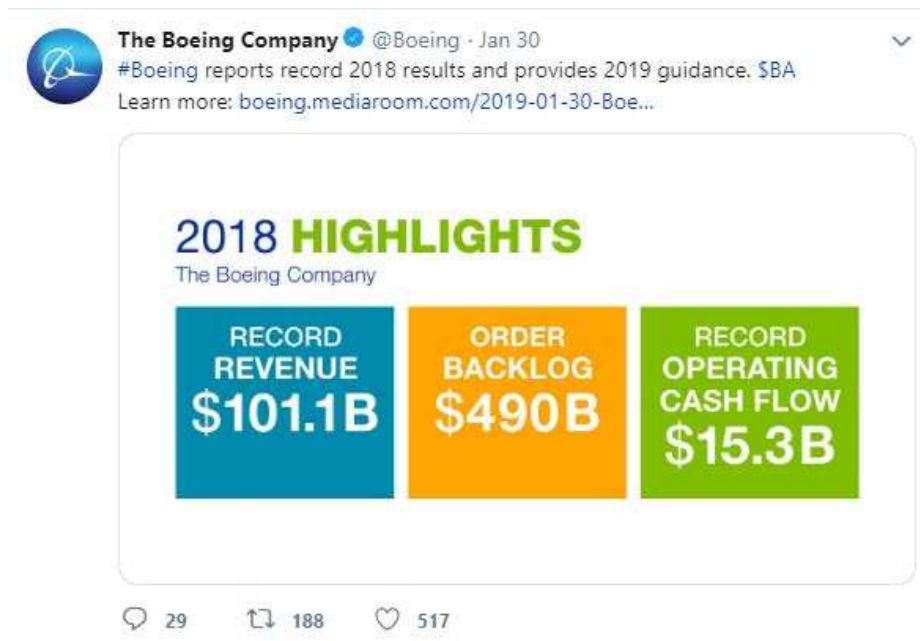 The Boeing Company @Boeing · Jan 30
#Boeing reports record 2018 results and provides 2019 guidance. $BA
Learn more: boeing.mediaroom.com/2019-01-30-Boe...
2018 HIGHLIGHTS
The Boeing Company
RECORD
REVENUE
$101.1B
ORDER
BACKLOG
$490B
RECORD
OPERATING
CASH FLOW
$15.3B
29 188 517